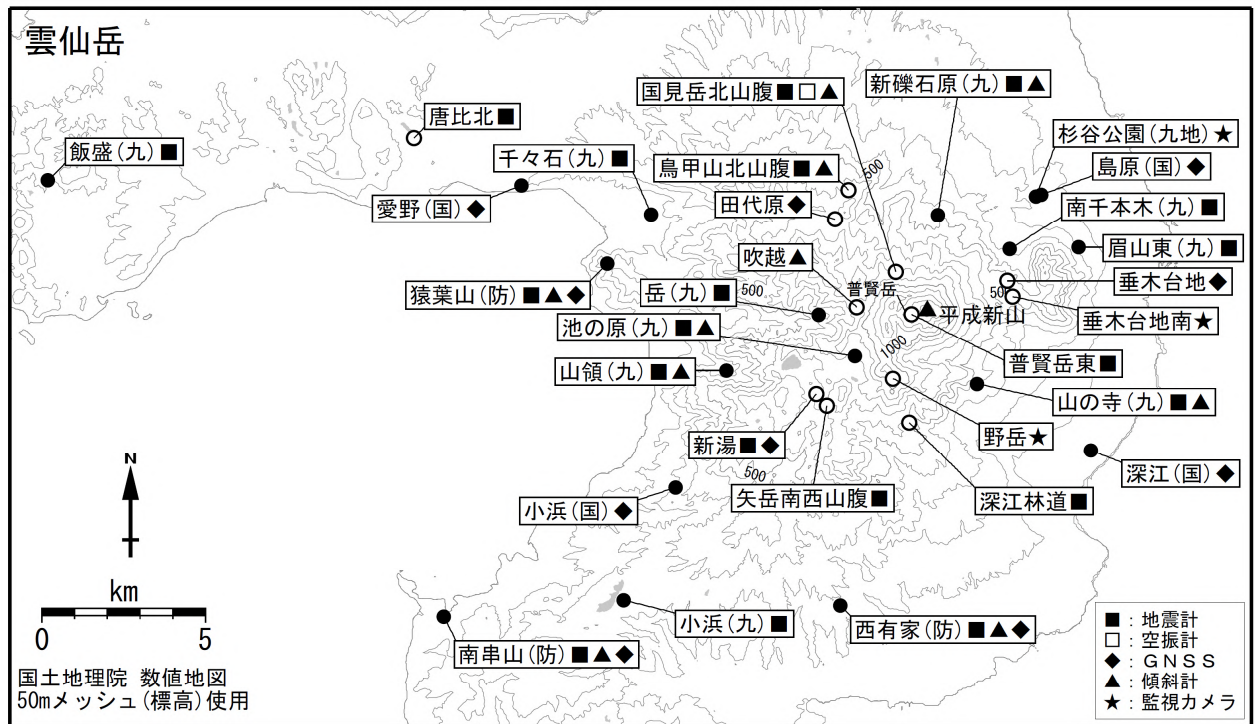 雲仙岳
国見岳北山腹■□▲
新礫石原(九)■▲
唐比北■
杉谷公園(九地)★
飯盛(九)■
千々石(九)■
鳥甲山北山腹■▲
500
島原(国)◆
愛野(国)◆
田代原◆
南千本木(九)■
吹越▲
眉山東(九)■
猿葉山(防)■▲◆
岳(九)■
500
普賢岳
500
垂木台地◆
平成新山
垂木台地南★
池の原(九)■▲
1000
普賢岳東■
山領(九)■▲
山の寺(九)■▲
新湯■◆
野岳★
500
深江(国)◆
矢岳南西山腹■
深江林道■
小浜(国)◆
N
km
0 5
小浜(九)■
西有家(防)■▲◆
南串山(防)■▲◆
国土地理院 数値地図
50mメッシュ(標高)使用
■:地震計
□:空振計
◆:GNSS
▲:傾斜計
★:監視カメラ